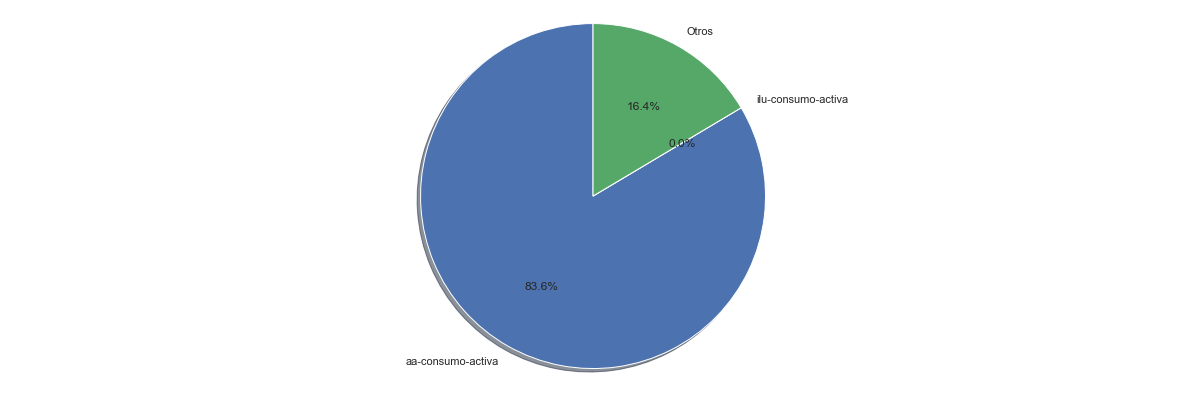 Otros
ilu-consumo-activa
16.4%
0.0%
83.6%
aa-consumo-activa